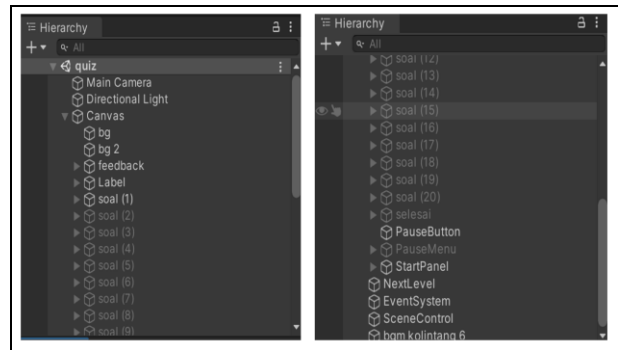 Hierarchy
All
quiz
Main Camera
Directional Light
Canvas
bg
bg 2
feedback
Label
soal (1)
soal (2)
soal (3)
soal (4)
soal (5)
soal (6)
soal (7)
soal (8)
soal (9)
Hierarchy
All
soal (12)
soal (13)
soal (14)
soal (15)
soal (16)
soal (17)
soal (18)
soal (19)
soal (20)
selesai
PauseButton
PauseMenu
StartPanel
NextLevel
EventSystem
SceneControl
bgm kolintang 6